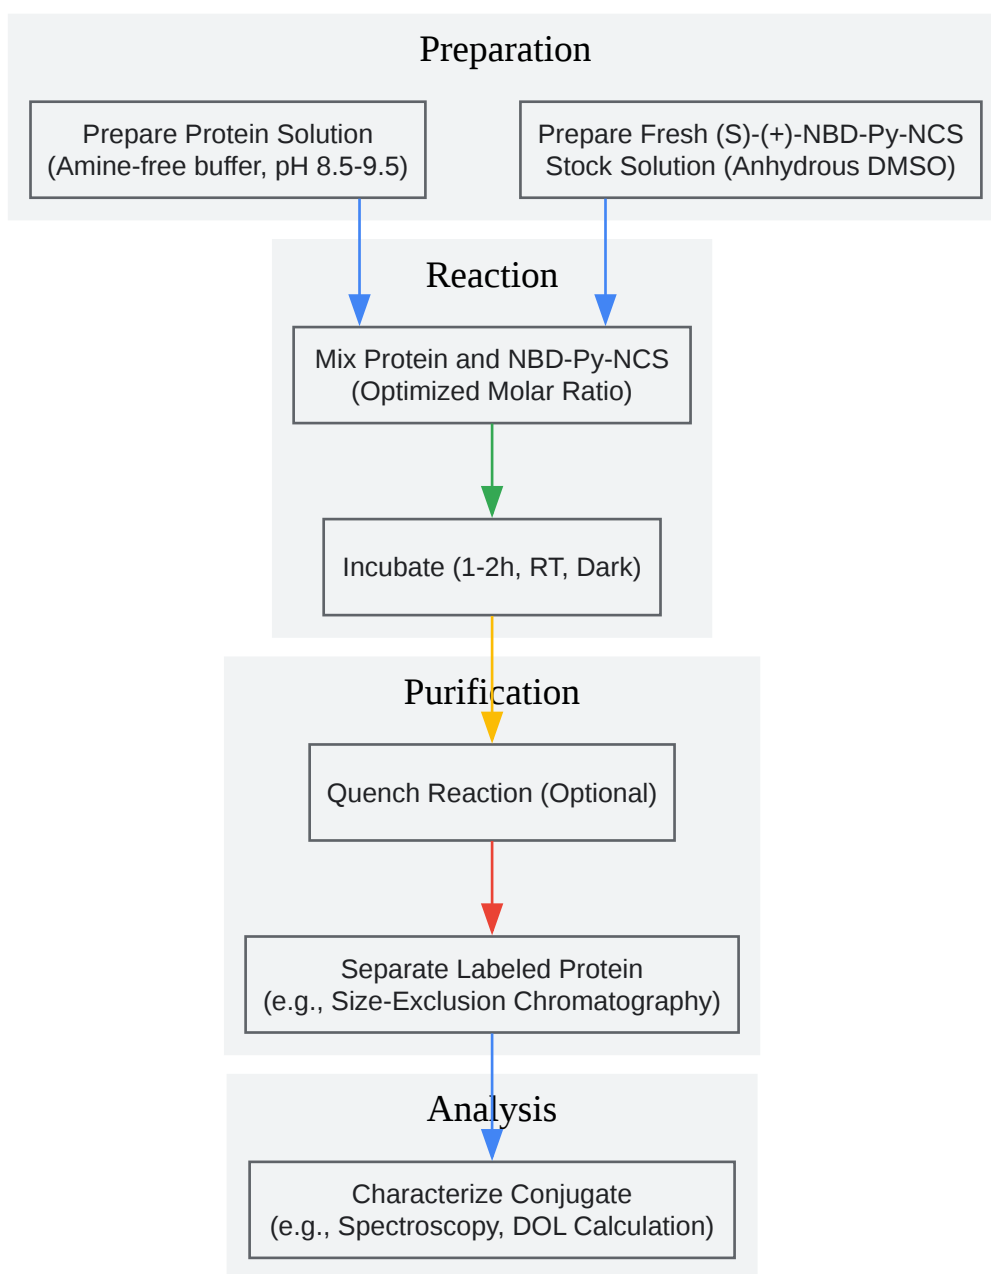 Preparation
Prepare Protein Solution
(Amine-free buffer, pH 8.5-9.5)
Prepare Fresh (S)-(+)-NBD-Py-NCS
Stock Solution (Anhydrous DMSO)
Reaction
Mix Protein and NBD-Py-NCS
(Optimized Molar Ratio)
Incubate (1-2h, RT, Dark)
Purification
Quench Reaction (Optional)
Separate Labeled Protein
(e.g., Size-Exclusion Chromatography)
Analysis
Characterize Conjugate
(e.g., Spectroscopy, DOL Calculation)